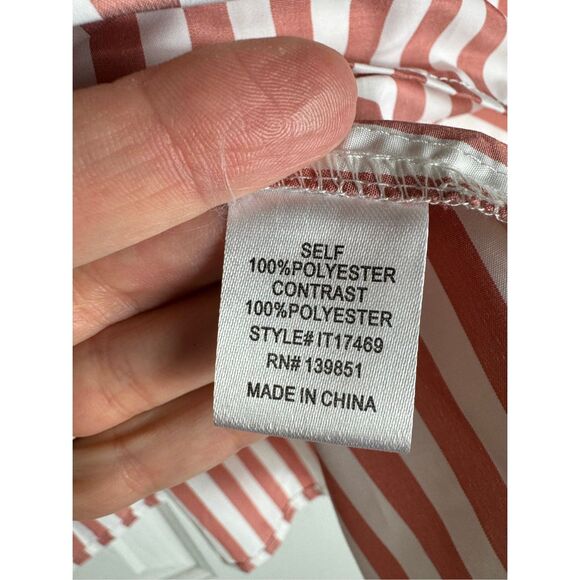 SELF
100%POLYESTER
CONTRAST
100%POLYESTER
STYLE# IT17469
RN# 139851
MADE IN CHINA